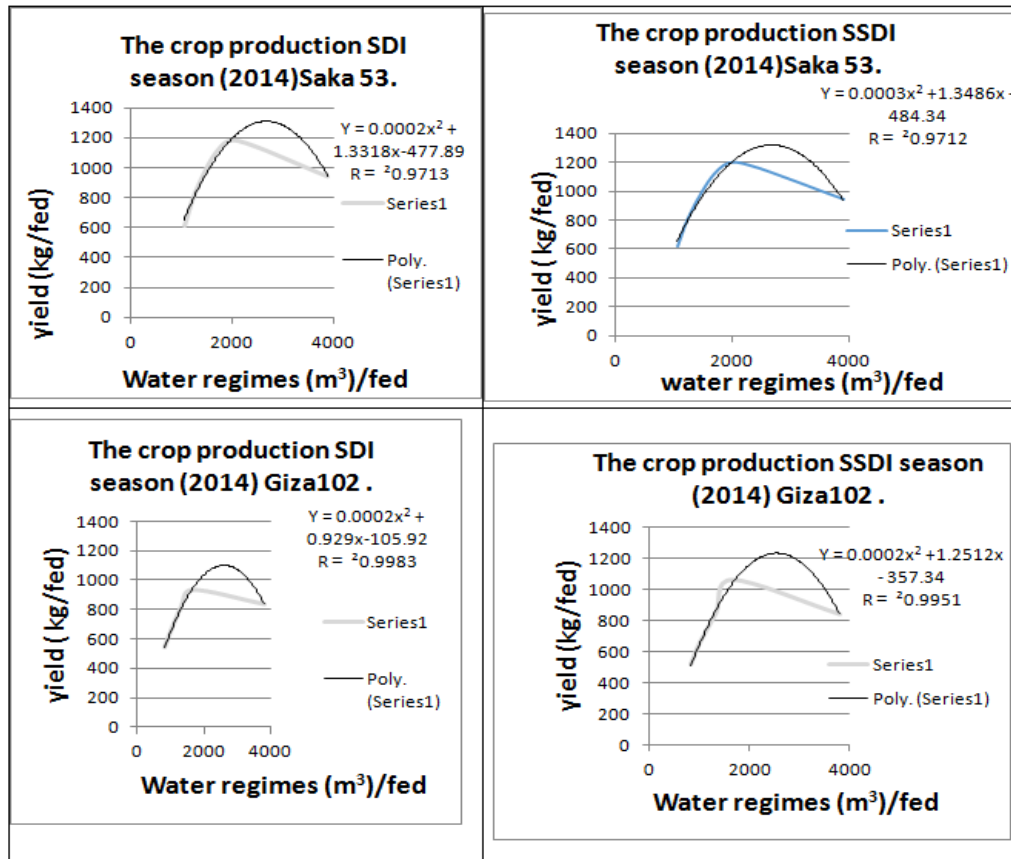 The crop production SDI
season (2014)Saka 53.
1400
1200
1000
800
600
400
200
0
0 2000 4000
yield (kg/fed)
Water regimes (m³)/fed
Y = 0.0002x² +
1.3318x-477.89
R = ²0.9713
Series1
Poly.
(Series1)
The crop production SSDI
season (2014)Saka 53.
Y = 0.0003x² +1.3486x -
484.34
R = ²0.9712
1400
1200
1000
800
600
400
200
0
0 2000 4000
yield ( kg/fed)
water regimes (m³)/fed
Series1
Poly. (Series1)
The crop production SDI
season (2014) Giza102 .
Y = 0.0002x² +
0.929x-105.92
R = ²0.9983
1400
1200
1000
800
600
400
200
0
0 2000 4000
yield ( kg/fed)
Water regimes (m³)/fed
Series1
Poly.
(Series1)
The crop production SSDI season
(2014) Giza102 .
Y = 0.0002x² +1.2512x
-357.34
R = ²0.9951
1400
1200
1000
800
600
400
200
0
0 2000 4000
yield (kg/fed)
Water regimes (m³)/fed
Series1
Poly. (Series1)